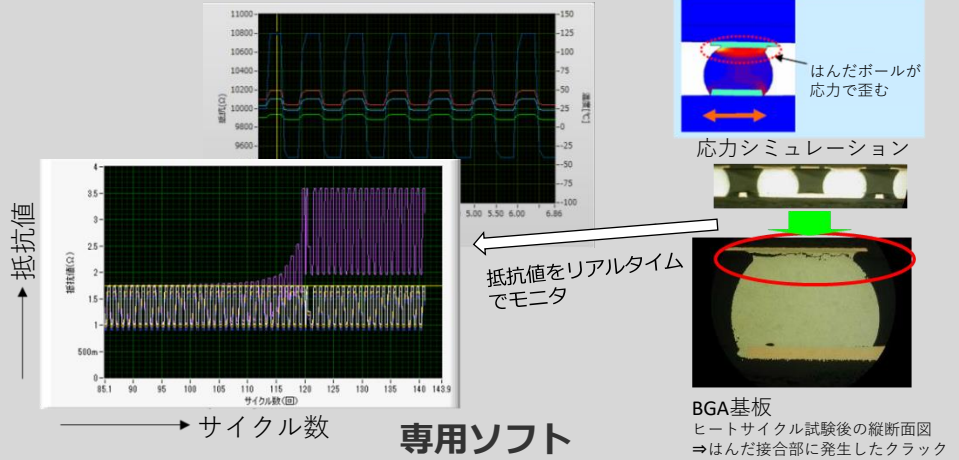 11000
10800
10600
10400
10200
10000
9800
9600
抵抗(Ω)
150
125
100
75
50
25
0
-25
-50
-75
-100
温度[℃]
5.00 5.50 6.00 6.86
はんだボールが
応力で歪む
応力シミュレーション
抵抗値
抵抗値(Ω)
4
3.5
3
2.5
2
1.5
1
500m
0
85.1 90 95 100 105 110 115 120 125 130 135 140 143.9
サイクル数(回)
サイクル数
抵抗値をリアルタイム
でモニタ
専用ソフト
BGA基板
ヒートサイクル試験後の縦断面図
⇒はんだ接合部に発生したクラック